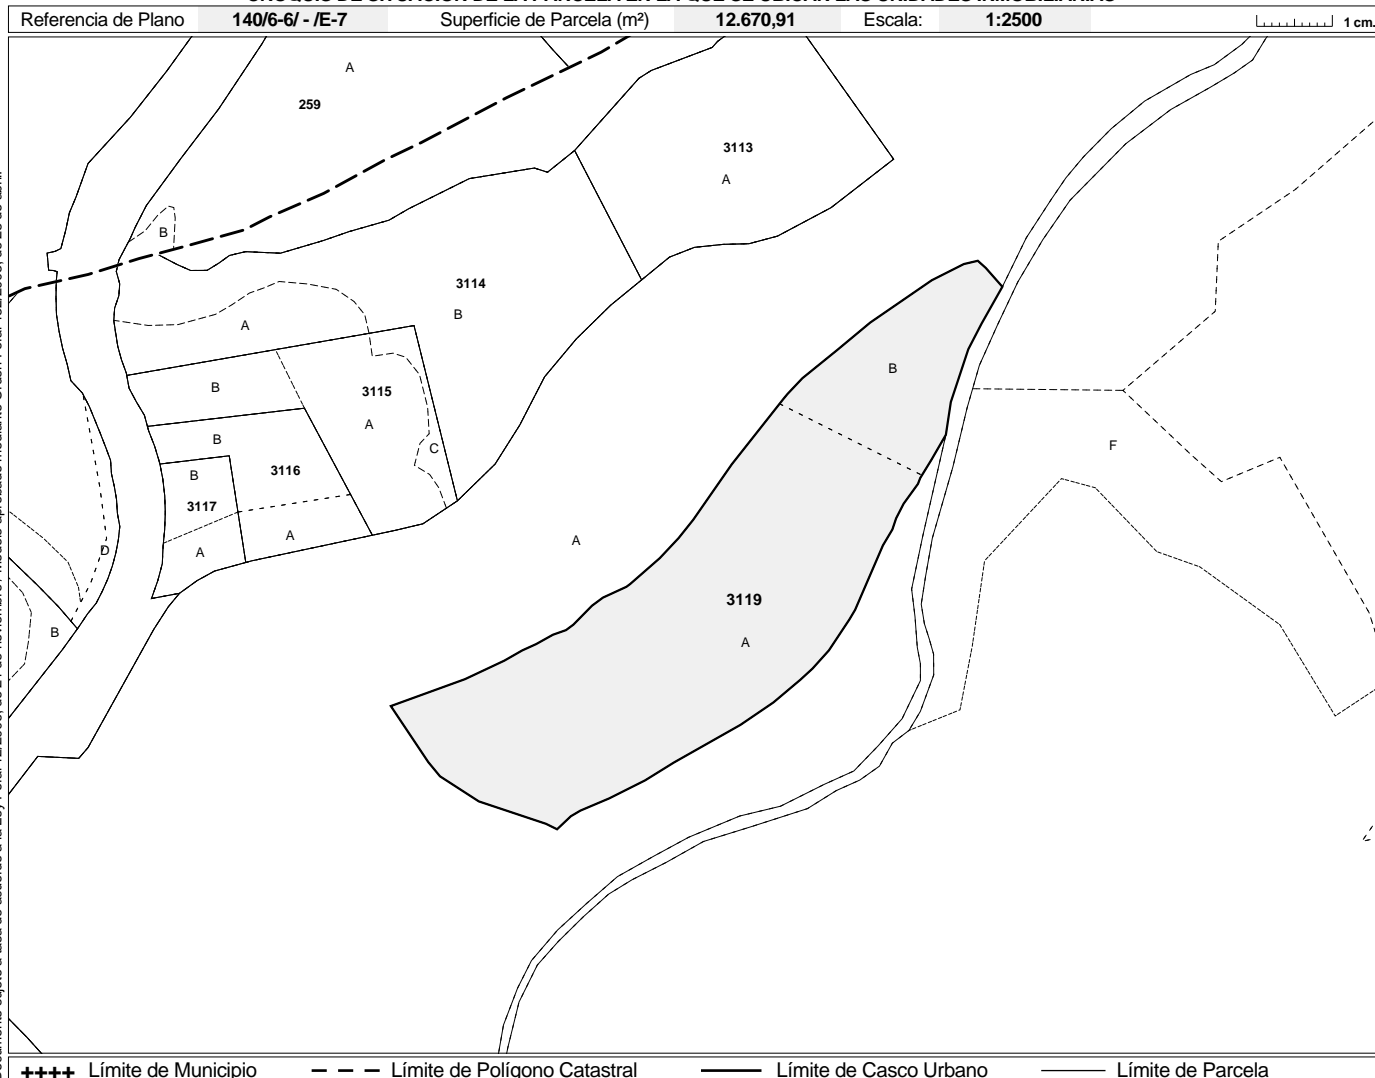 Referencia de Plano 140/6-6/ - /E-7 Superficie de Parcela (m²) 12.670,91 Escala: 1:2500 1 cm.
A
259
3113
A
B
3114
B
A
B
3115
A
B
C
B
3116
3117
A
A
D
B
A
B
F
3119
A
++++ Límite de Municipio Límite de Polígono Catastral Límite de Casco Urbano Límite de Parcela